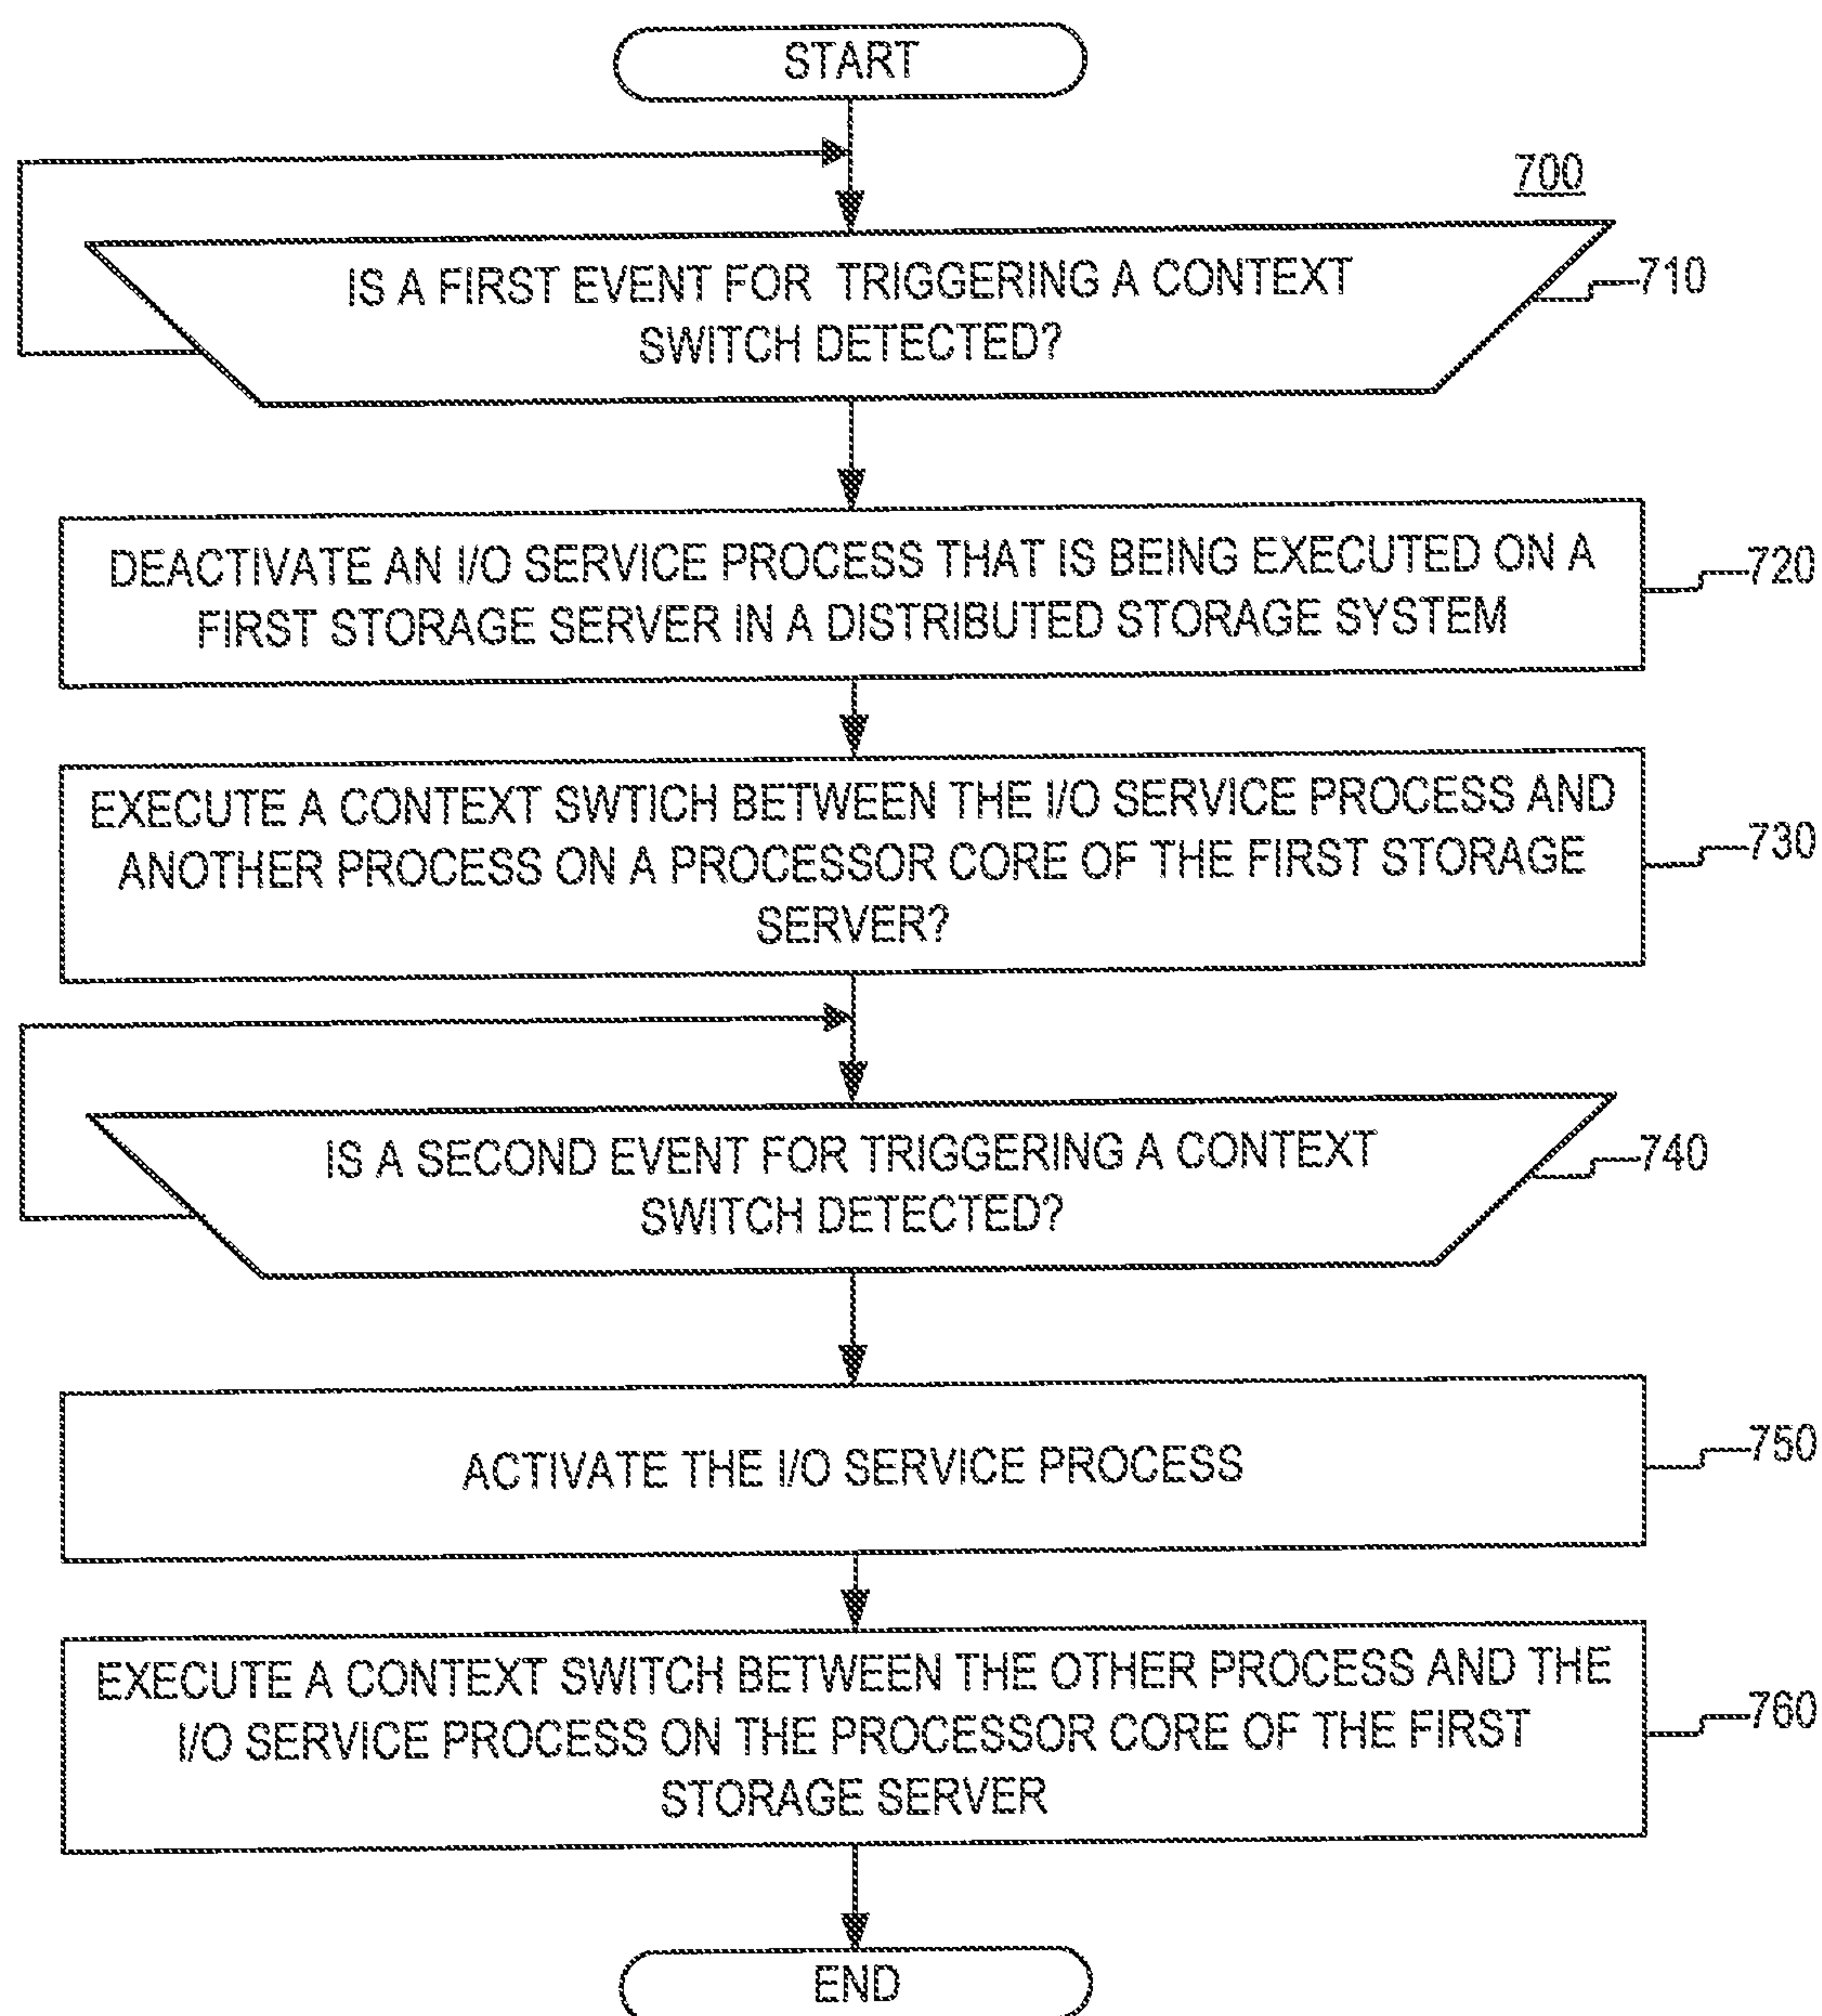 START
700
IS A FIRST EVENT FOR TRIGGERING A CONTEXT
SWITCH DETECTED?
710
DEACTIVATE AN I/O SERVICE PROCESS THAT IS BEING EXECUTED ON A
FIRST STORAGE SERVER IN A DISTRIBUTED STORAGE SYSTEM
720
EXECUTE A CONTEXT SWTICH BETWEEN THE I/O SERVICE PROCESS AND
ANOTHER PROCESS ON A PROCESSOR CORE OF THE FIRST STORAGE
SERVER?
730
IS A SECOND EVENT FOR TRIGGERING A CONTEXT
SWITCH DETECTED?
740
ACTIVATE THE I/O SERVICE PROCESS
750
EXECUTE A CONTEXT SWITCH BETWEEN THE OTHER PROCESS AND THE
I/O SERVICE PROCESS ON THE PROCESSOR CORE OF THE FIRST
STORAGE SERVER
760
END